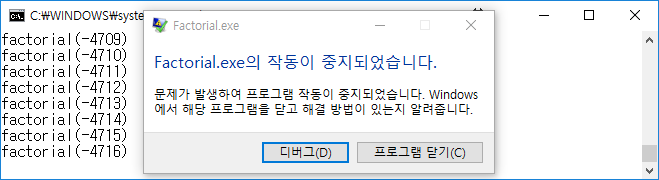 C:₩WINDOWS₩syste
factorial(-4709)
factorial(-4710)
factorial(-4711)
factorial(-4712)
factorial(-4713)
factorial(-4714)
factorial(-4715)
factorial(-4716)
Factorial.exe
Factorial.exe의 작동이 중지되었습니다.
문제가 발생하여 프로그램 작동이 중지되었습니다. Windows
에서 해당 프로그램을 닫고 해결 방법이 있는지 알려줍니다.
디버그(D)
프로그램 닫기(C)